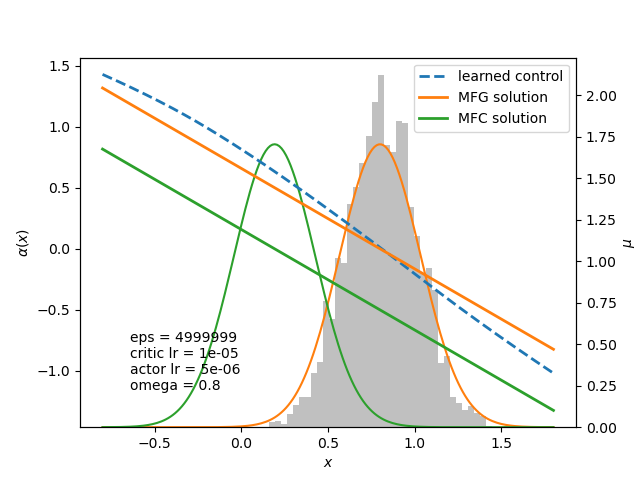 learned control
MFG solution
MFC solution
1.5
1.0
0.5
0.0
−0.5
−1.0
α(x)
2.00
1.75
1.50
1.25
1.00
0.75
0.50
0.25
0.00
μ
eps = 4999999
critic lr = 1e-05
actor lr = 5e-06
omega = 0.8
−0.5 0.0 0.5 1.0 1.5
x